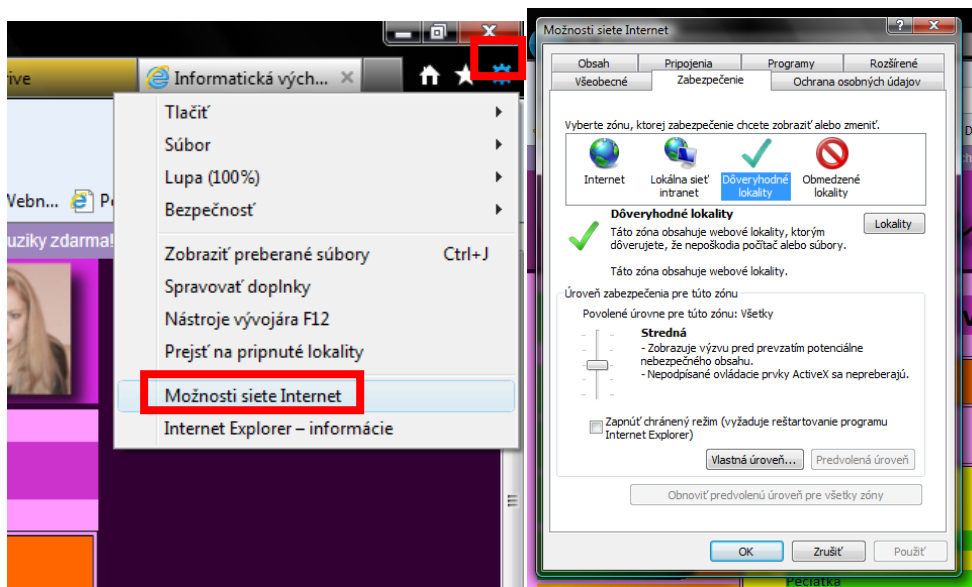 rive
Informatická vých...
Tlačiť
Súbor
Lupa (100%)
Bezpečnosť
Zobraziť preberané súbory Ctrl+J
Spravovať doplnky
Nástroje vývojára F12
Prejsť na pripnuté lokality
Možnosti siete Internet
Internet Explorer – informácie
Webn...
uziky zdarma!
Možnosti siete Internet
Obsah Pripojenia Programy Rozšírené
Všeobecné Zabezpečenie Ochrana osobných údajov
Vyberte zónu, ktorej zabezpečenie chcete zobraziť alebo zmeniť.
Internet
Lokálna sieť
intranet
Dôveryhodné
lokality
Obmedzené
lokality
Dôveryhodné lokality
Táto zóna obsahuje webové lokality, ktorým
dôverujete, že nepoškodia počítač alebo súbory.
Lokality
Táto zóna obsahuje webové lokality.
Úroveň zabezpečenia pre túto zónu
Povolené úrovne pre túto zónu: Všetky
Stredná
- Zobrazuje výzvu pred prevzatím potenciálne
nebezpečného obsahu.
- Nepodpísané ovládacie prvky ActiveX sa nepreberajú.
Zapnúť chránený režim (vyžaduje reštartovanie programu
Internet Explorer)
Vlastná úroveň... Predvolená úroveň
Obnoviť predvolenú úroveň pre všetky zóny
OK Zrušiť Použiť
Pečiatka